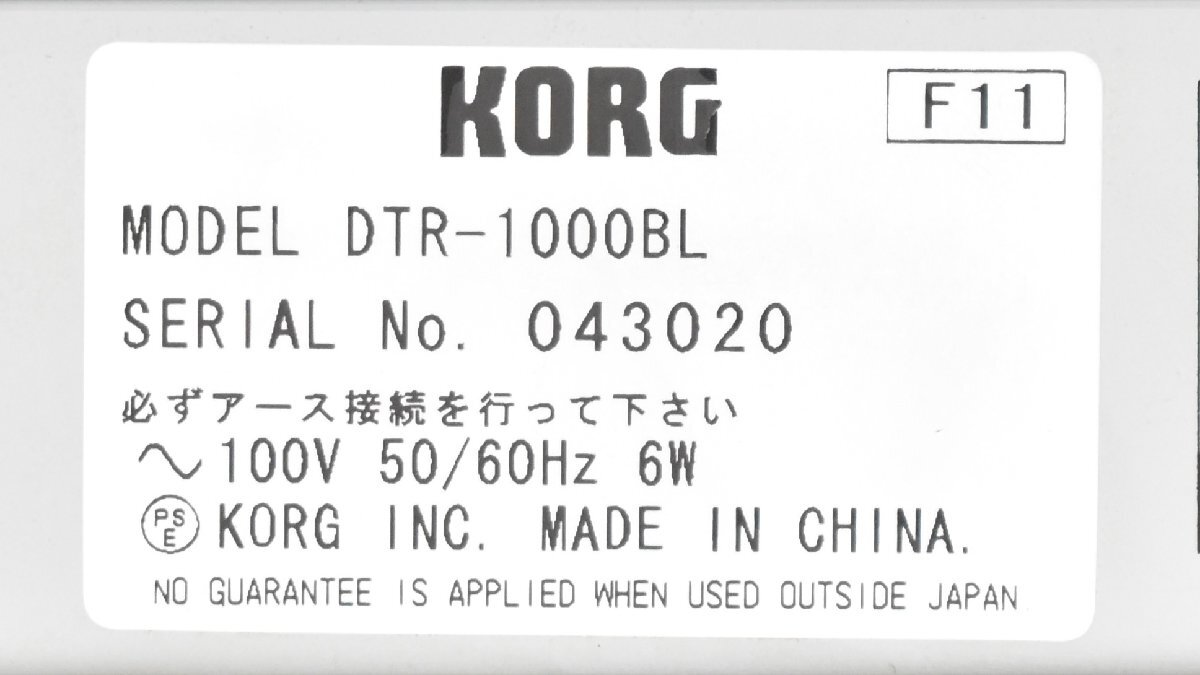 KORG
F11
MODEL DTR-1000BL
SERIAL No. 043020
必ずアース接続を行って下さい
〜100V 50/60Hz 6W
PSE KORG INC. MADE IN CHINA.
NO GUARANTEE IS APPLIED WHEN USED OUTSIDE JAPAN